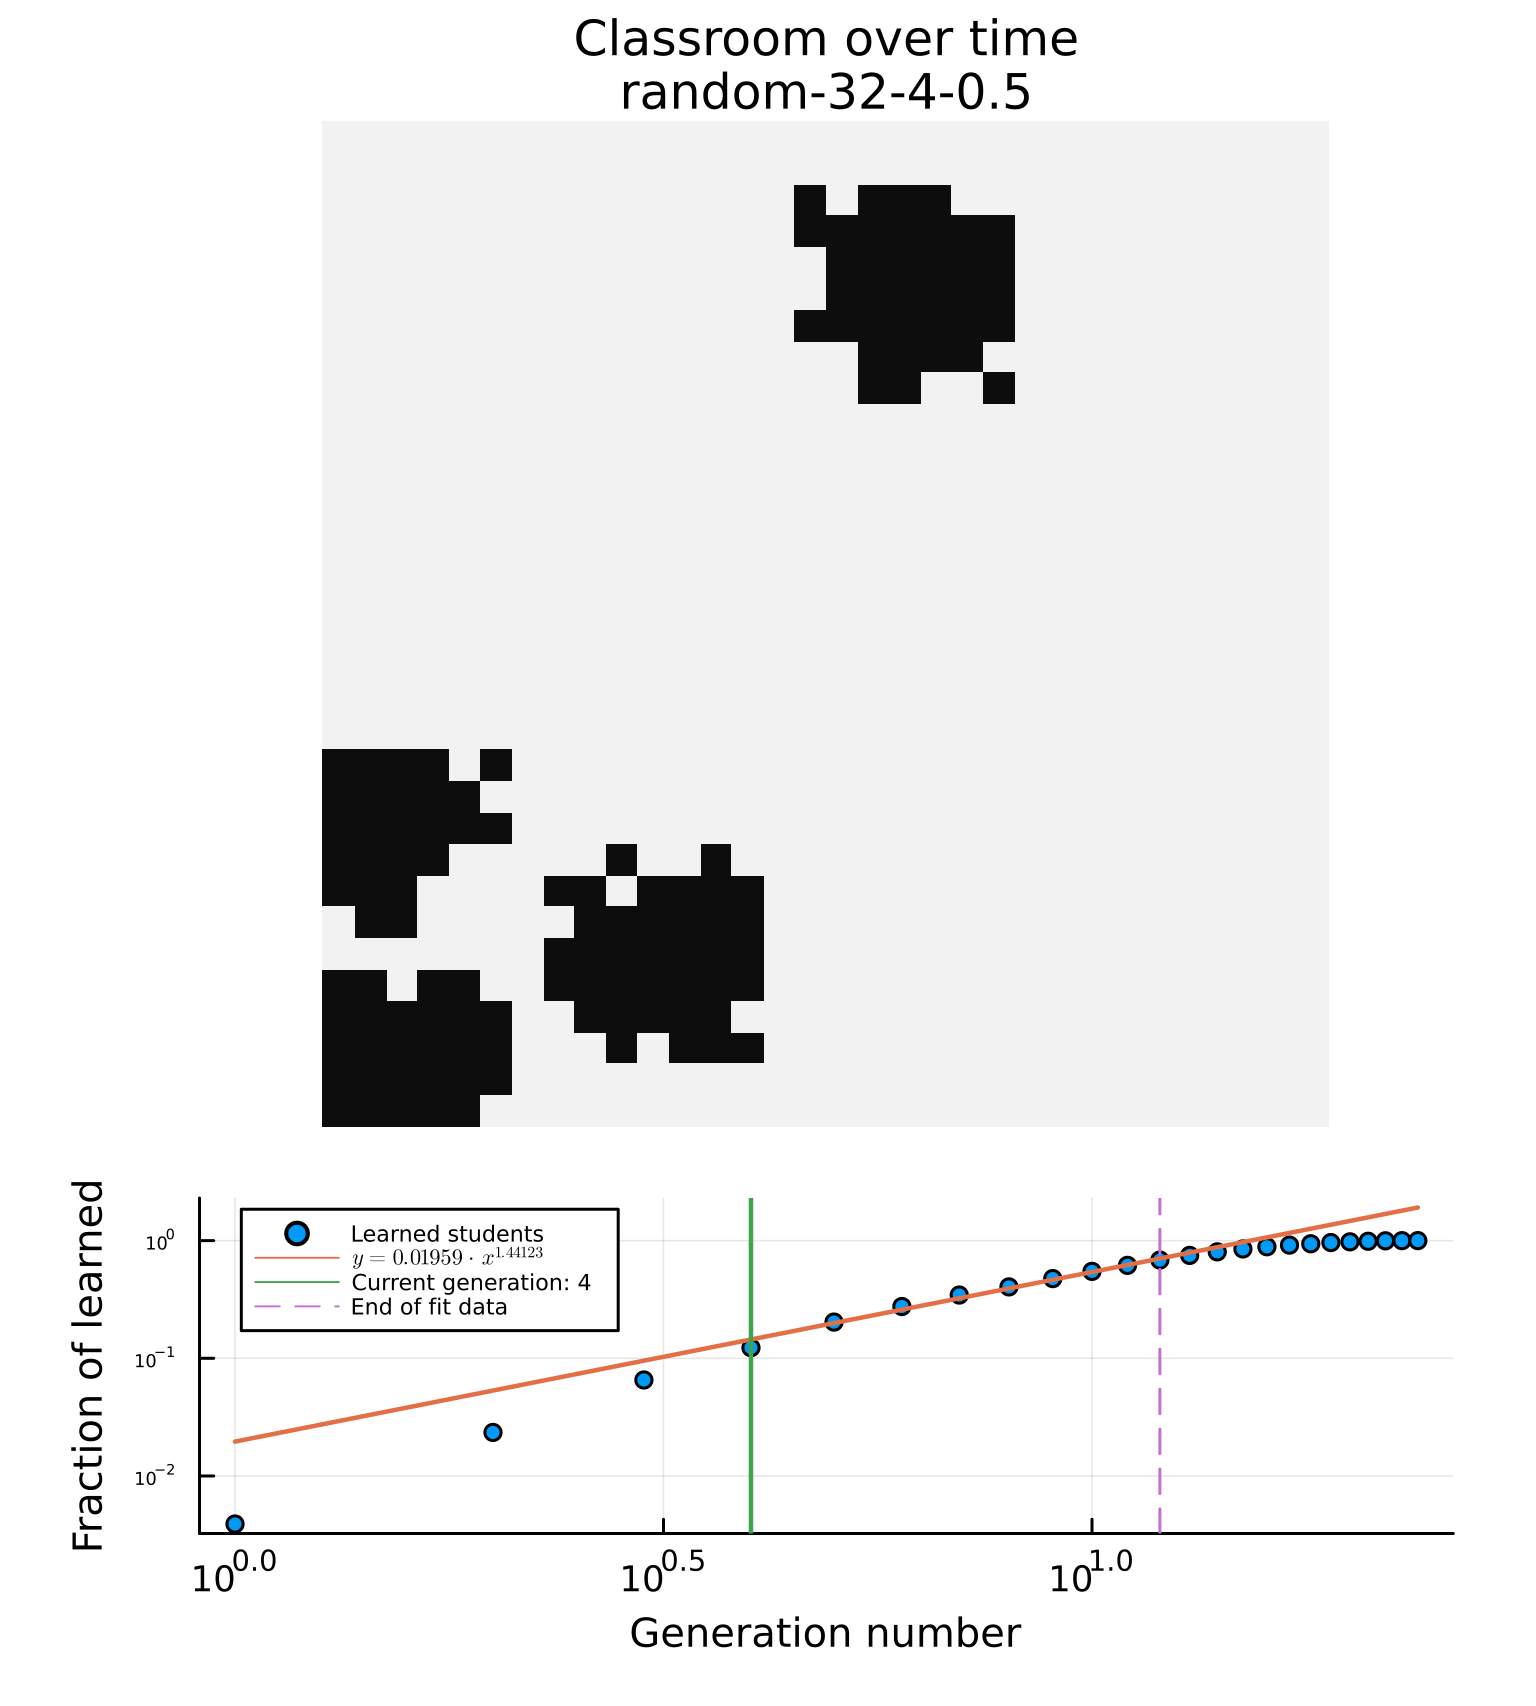 Classroom over time
random-32-4-0.5
Fraction of learned
10^0
10^−1
10^−2
Learned students
y = 0.01959 · x^1.44123
Current generation: 4
End of fit data
10^0.0
10^0.5
10^1.0
Generation number